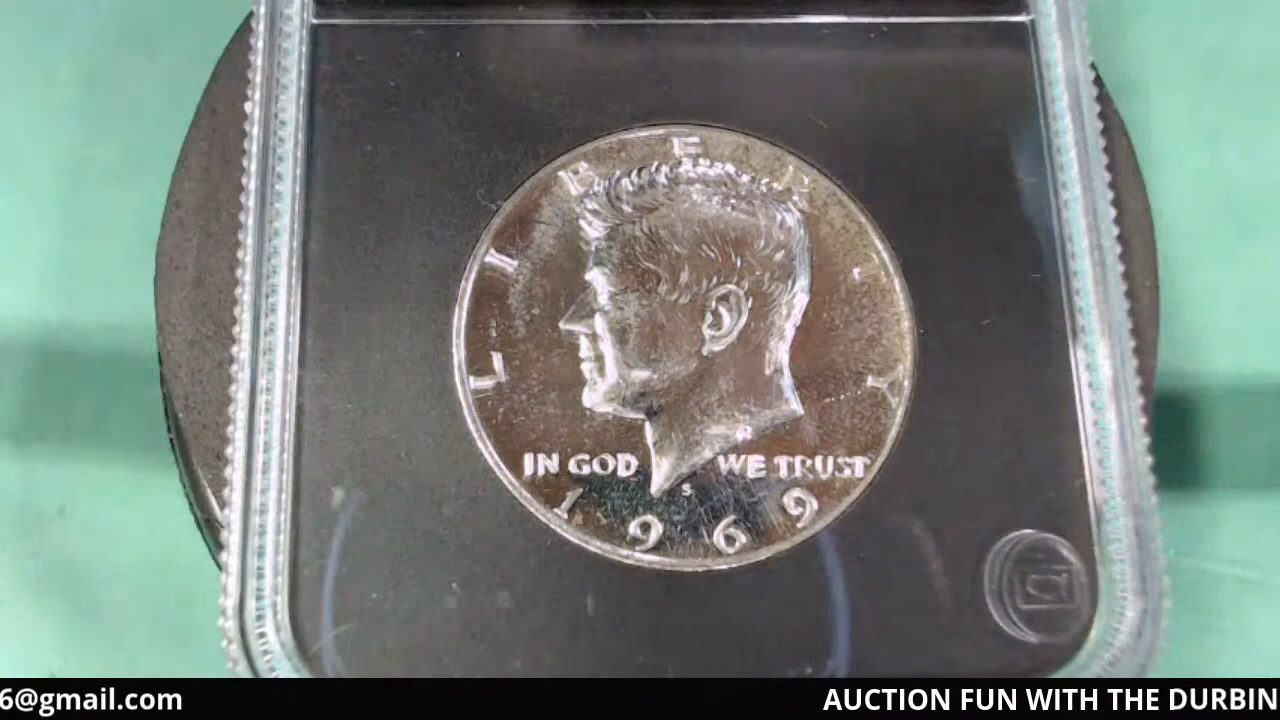 LIBERTY
IN GOD WE TRUST
S
1969
6@gmail.com
AUCTION FUN WITH THE DURBIN